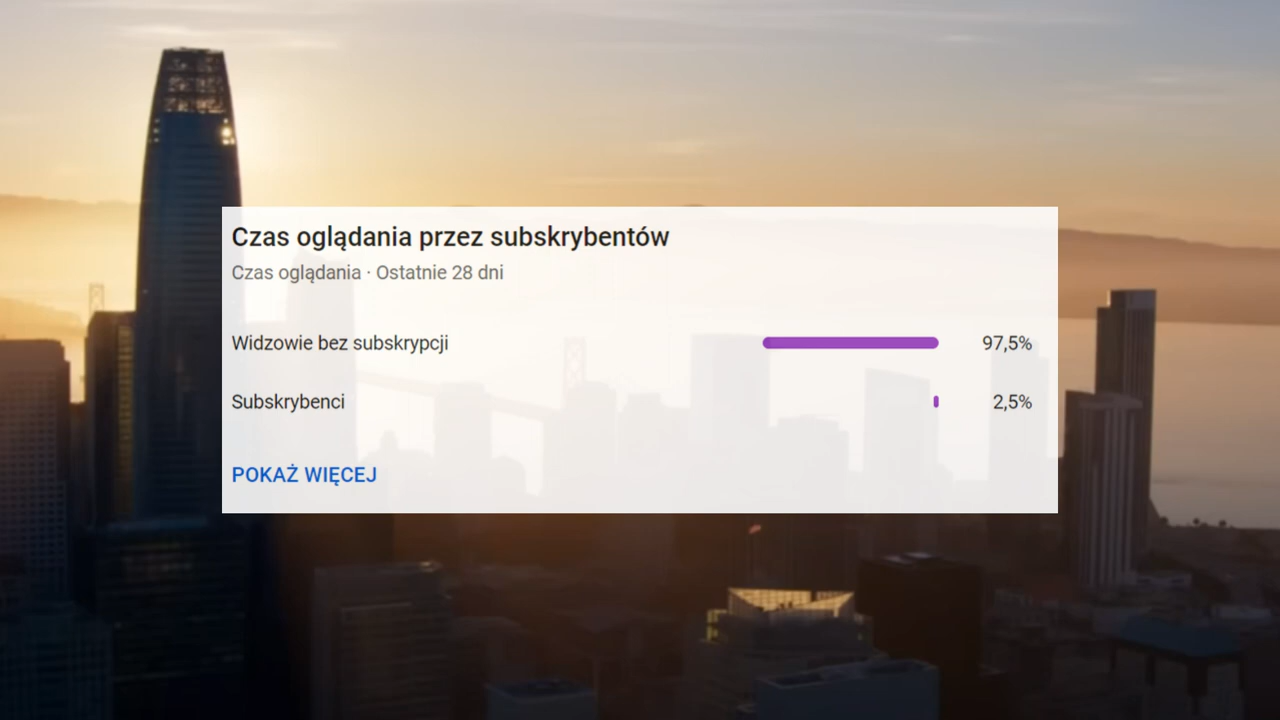 Czas oglądania przez subskrybentów
Czas oglądania · Ostatnie 28 dni
Widzowie bez subskrypcji 97,5%
Subskrybenci 2,5%
POKAŻ WIĘCEJ